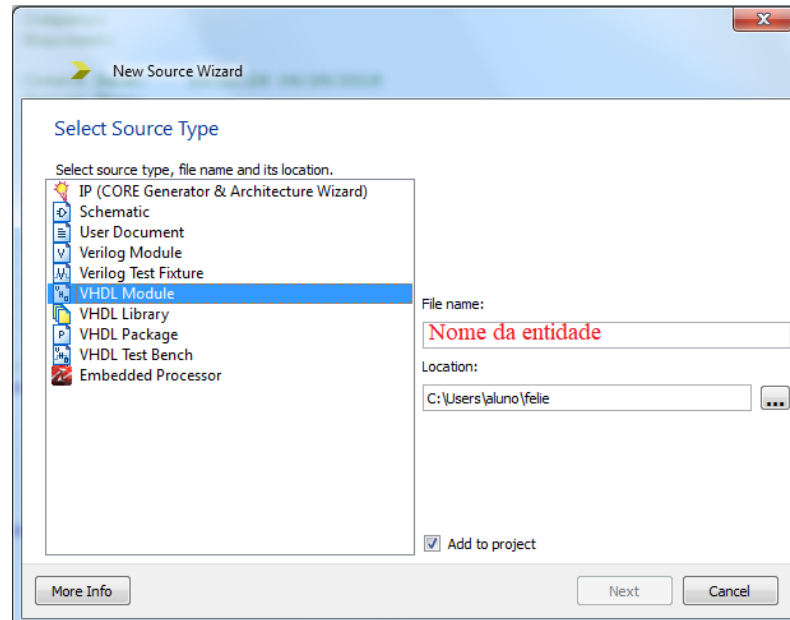 New Source Wizard
Select Source Type
Select source type, file name and its location.
IP (CORE Generator & Architecture Wizard)
Schematic
User Document
Verilog Module
Verilog Test Fixture
VHDL Module
VHDL Library
VHDL Package
VHDL Test Bench
Embedded Processor
File name:
Nome da entidade
Location:
C:\Users\aluno\felie
...
Add to project
More Info
Next
Cancel